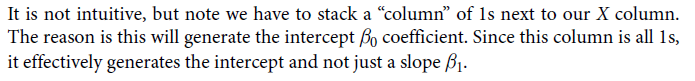 It is not intuitive, but note we have to stack a “column” of 1s next to our X column.
The reason is this will generate the intercept β₀ coefficient. Since this column is all 1s,
it effectively generates the intercept and not just a slope β₁.